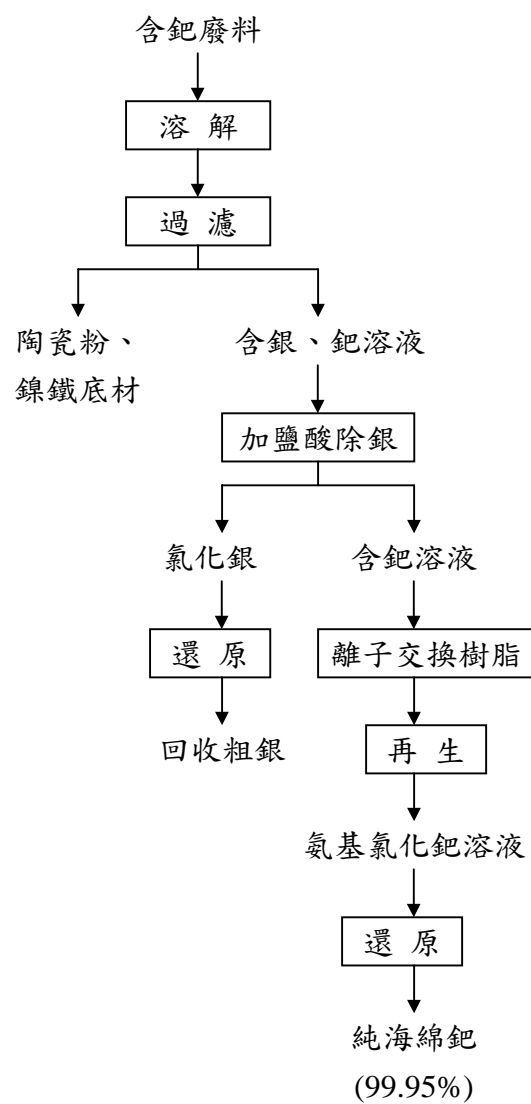 含鈀廢料
溶 解
過 濾
陶瓷粉、
鎳鐵底材
含銀、鈀溶液
加鹽酸除銀
氯化銀
含鈀溶液
還 原
離子交換樹脂
回收粗銀
再 生
氨基氯化鈀溶液
還 原
純海綿鈀
(99.95%)